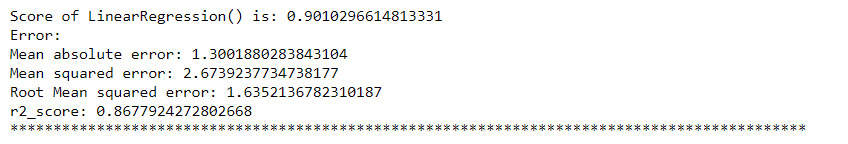 Score of LinearRegression() is: 0.9010296614813331
Error:
Mean absolute error: 1.3001880283843104
Mean squared error: 2.6739237734738177
Root Mean squared error: 1.6352136782310187
r2_score: 0.8677924272802668
********************************************************************************************